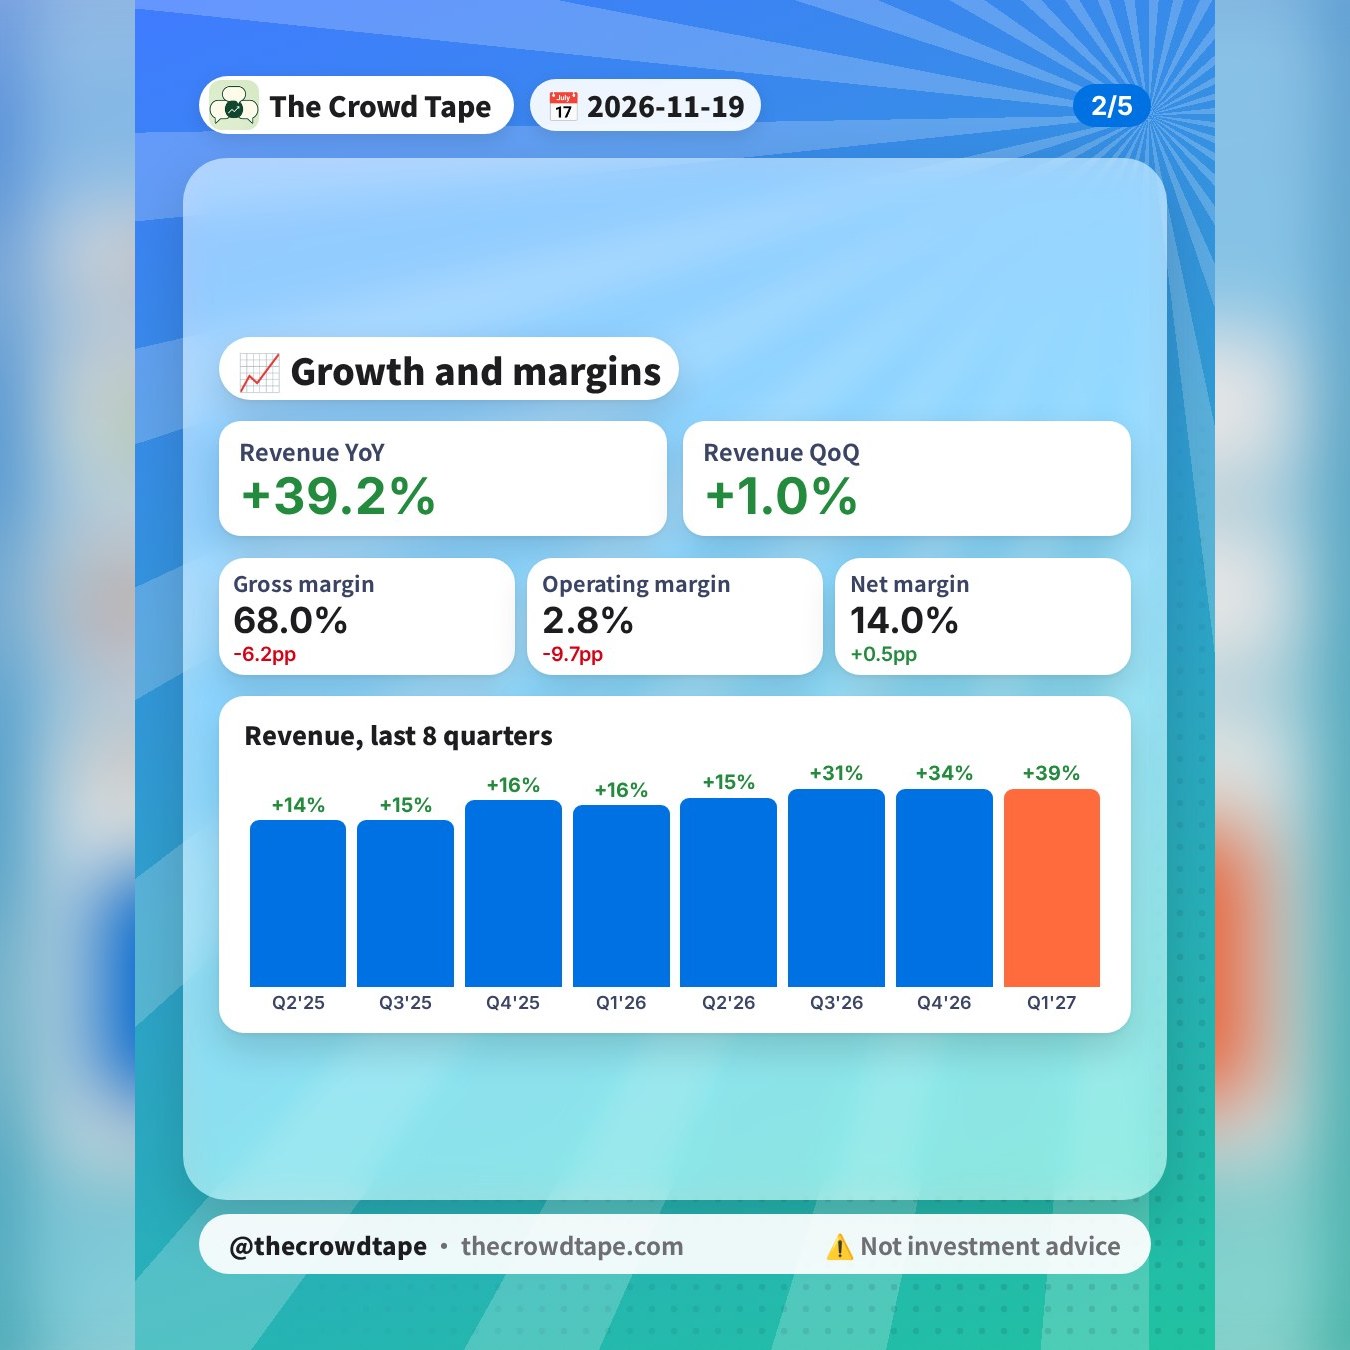 The Crowd Tape
📅 2026-11-19
2/5
📈 Growth and margins
Revenue YoY
+39.2%
Revenue QoQ
+1.0%
Gross margin
68.0%
-6.2pp
Operating margin
2.8%
-9.7pp
Net margin
14.0%
+0.5pp
Revenue, last 8 quarters
+14% +15% +16% +16% +15% +31% +34% +39%
Q2'25 Q3'25 Q4'25 Q1'26 Q2'26 Q3'26 Q4'26 Q1'27
@thecrowdtape • thecrowdtape.com
⚠️ Not investment advice